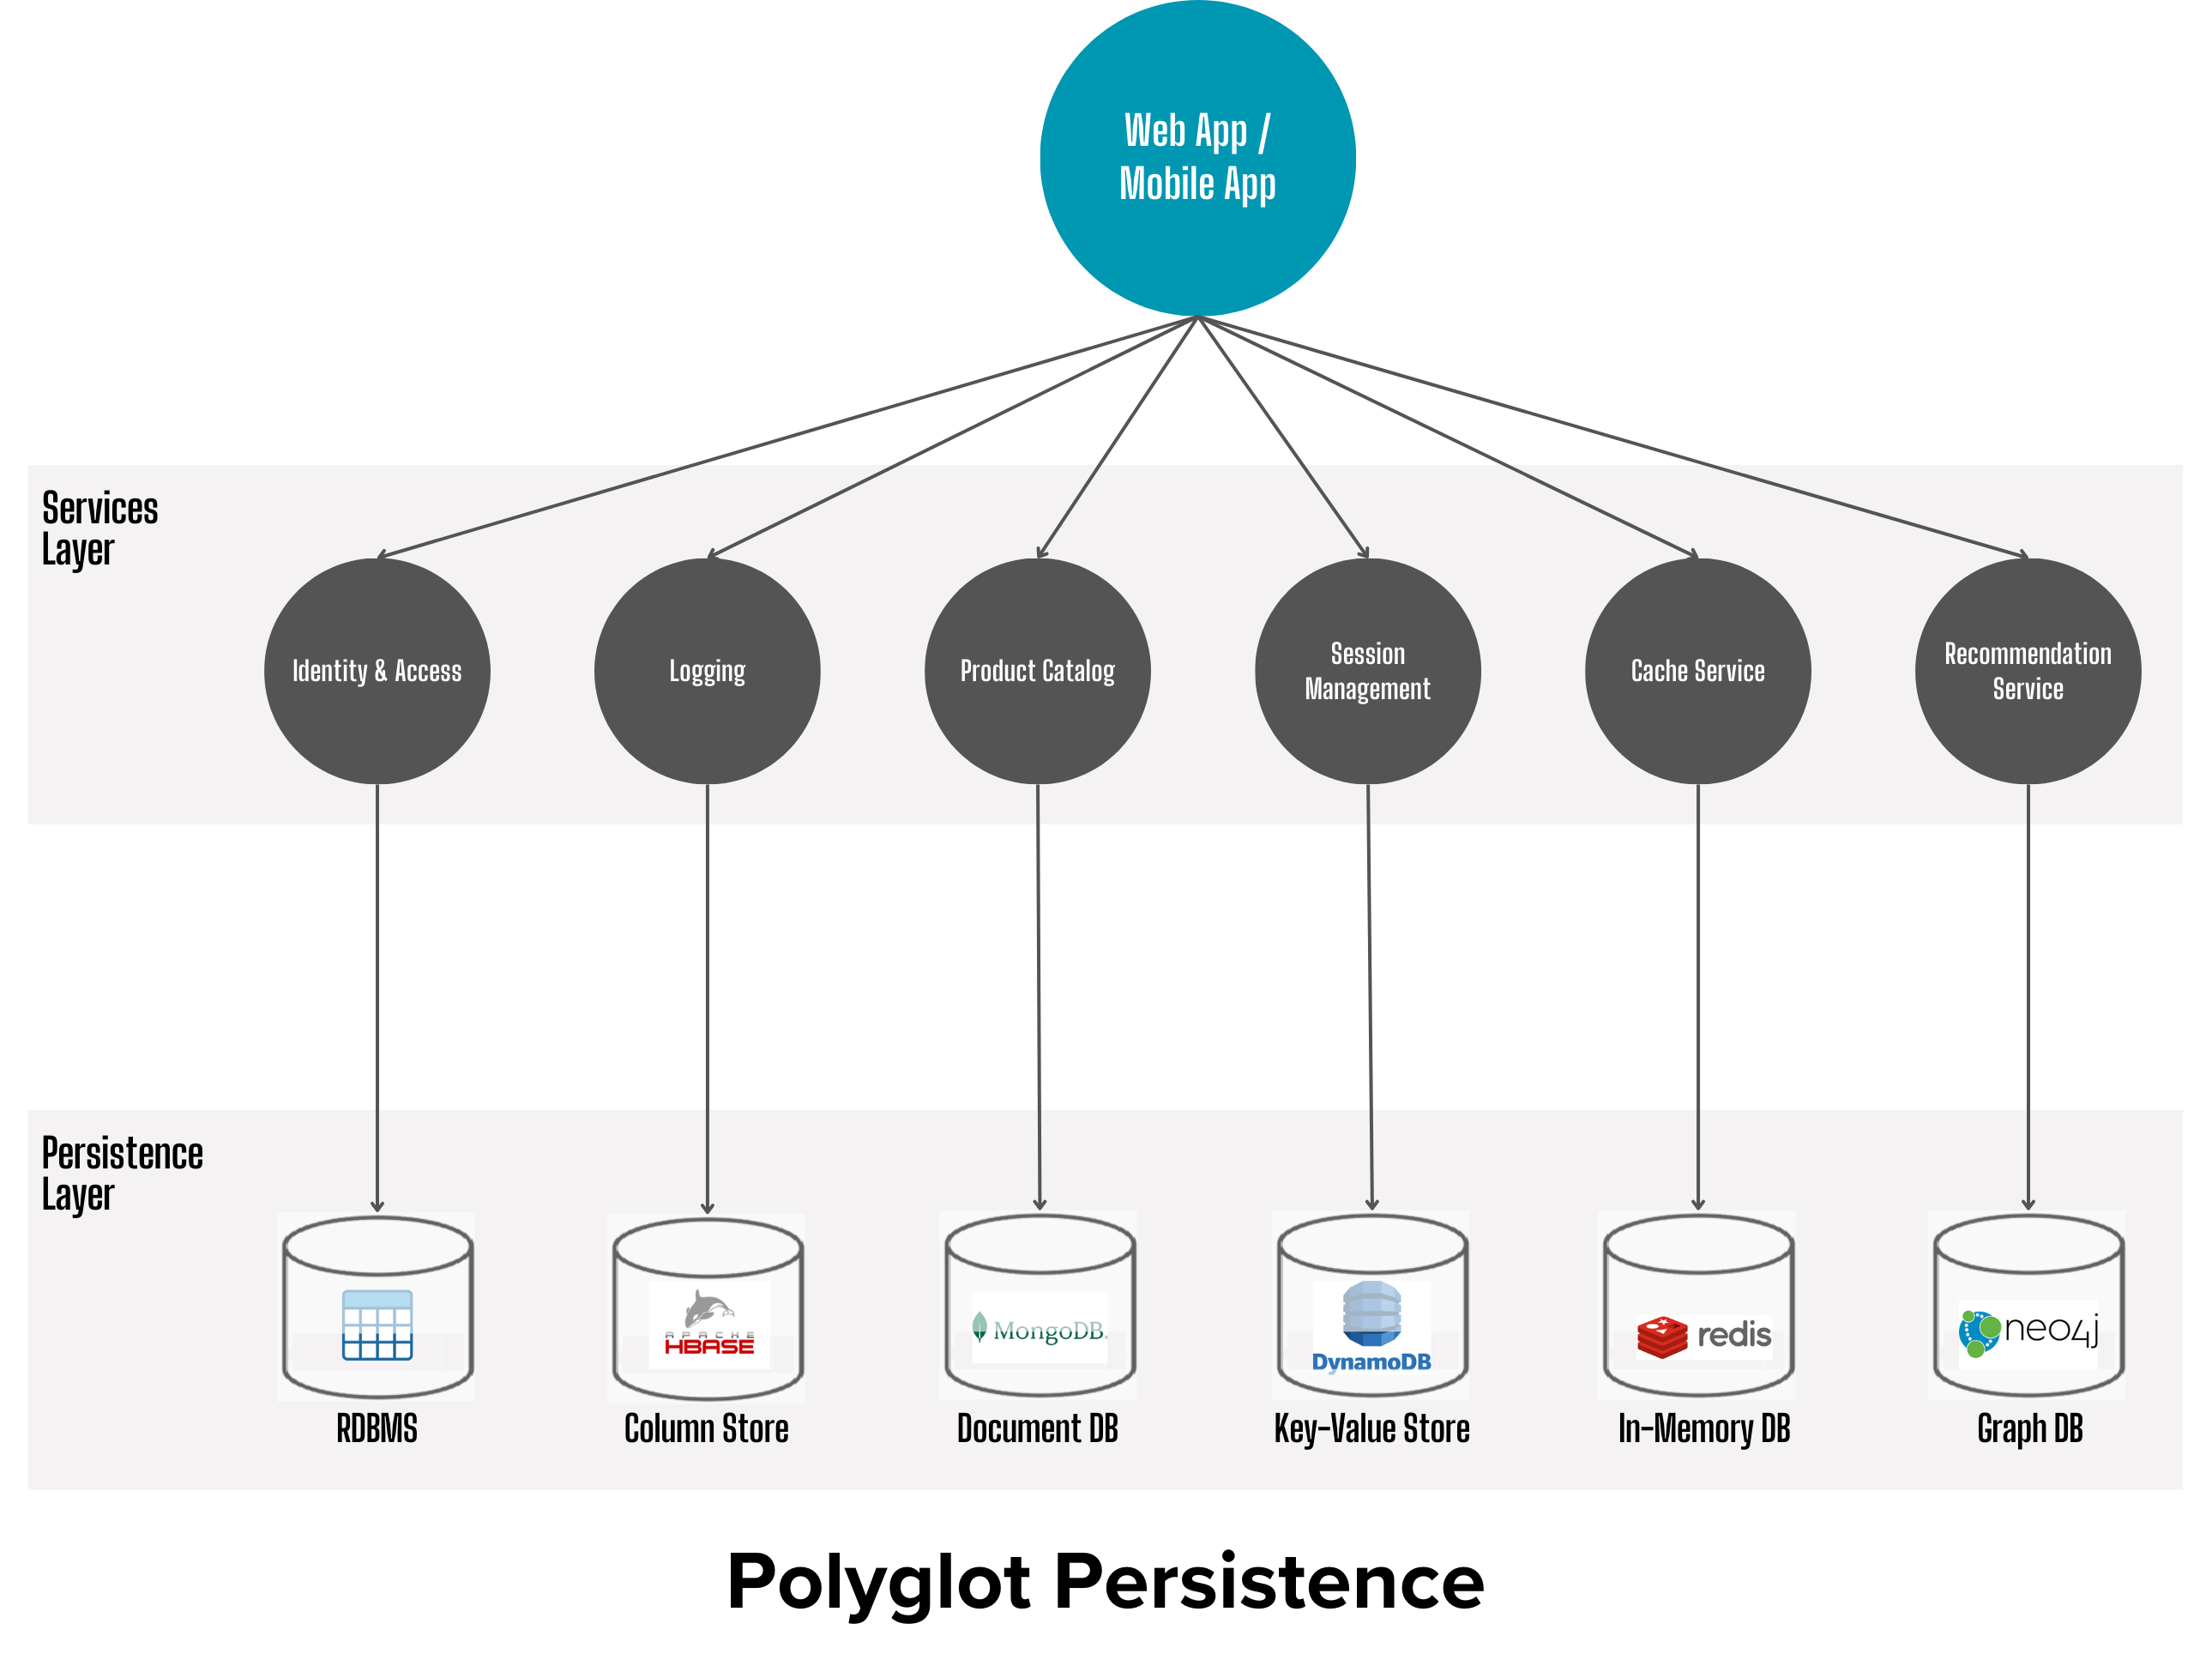 Web App /
Mobile App
Services
Layer
Identity & Access
Logging
Product Catalog
Session
Management
Cache Service
Recommendation
Service
Persistence
Layer
APACHE
HBASE
MongoDB.
DynamoDB
redis
neo4j
RDBMS
Column Store
Document DB
Key-Value Store
In-Memory DB
Graph DB
Polyglot Persistence